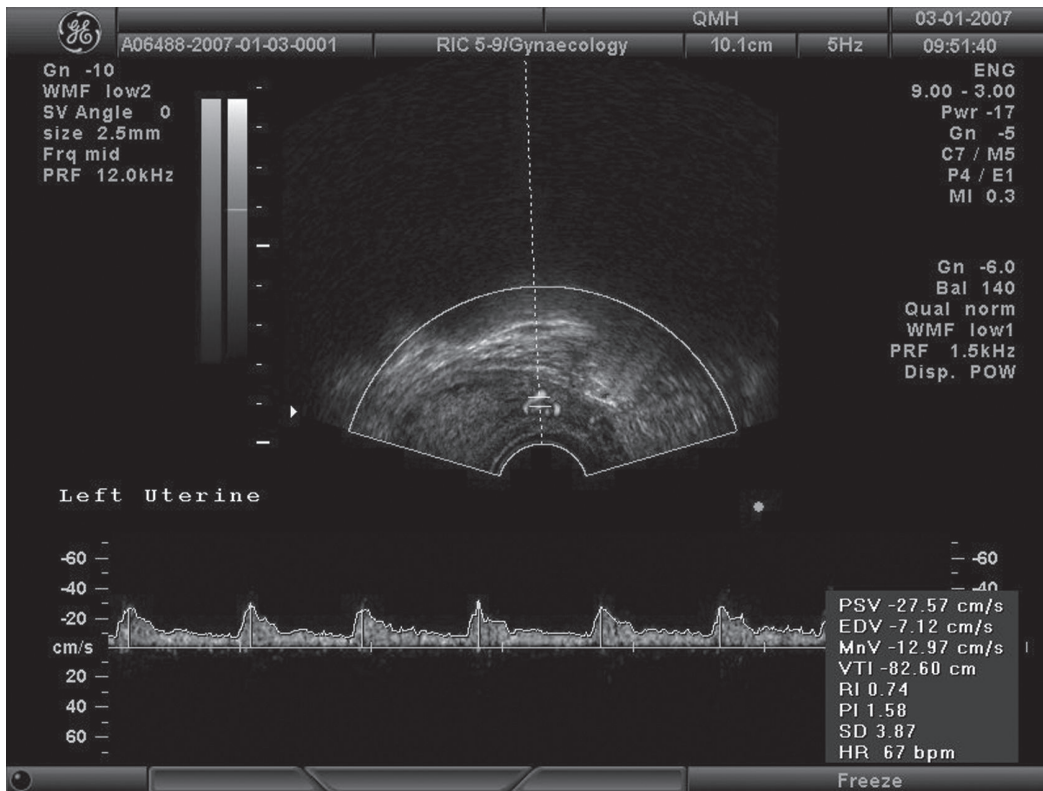 GE
QMH
03-01-2007
A06488-2007-01-03-0001
RIC 5-9/Gynaecology
10.1cm
5Hz
09:51:40
Gn -10
WMF low2
SV Angle 0
size 2.5mm
Frq mid
PRF 12.0kHz
ENG
9.00 - 3.00
Pwr -17
Gn -5
C7 / M5
P4 / E1
MI 0.3
Gn -6.0
Bal 140
Qual norm
WMF low1
PRF 1.5kHz
Disp. POW
Left Uterine
-60
-40
-20
cm/s
20
40
60
-60
-40
PSV -27.57 cm/s
EDV -7.12 cm/s
MnV -12.97 cm/s
VTI -82.60 cm
RI 0.74
PI 1.58
SD 3.87
HR 67 bpm
Freeze